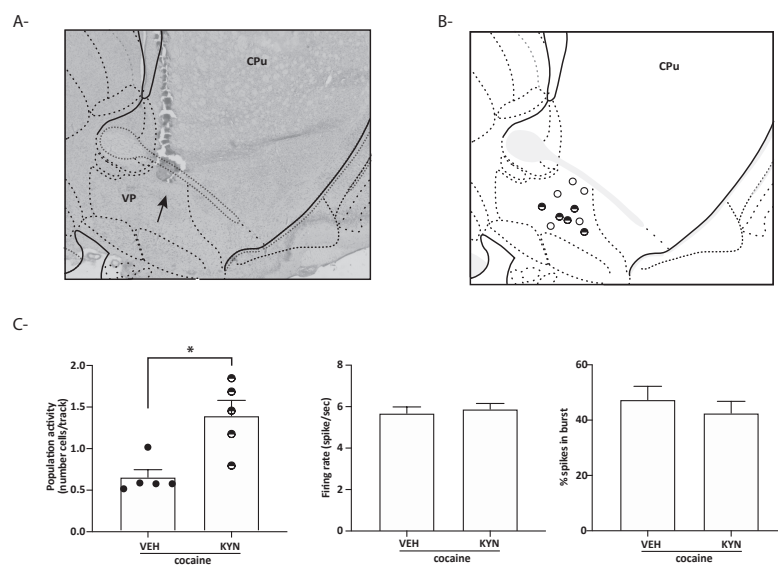 A-
B-
CPu
CPu
VP
C-
*
Population activity
(number cells/track)
2.0
1.5
1.0
0.5
0.0
VEH
KYN
cocaine
Firing rate (spike/sec)
8
6
4
2
0
VEH
KYN
cocaine
% spikes in burst
60
40
20
0
VEH
KYN
cocaine